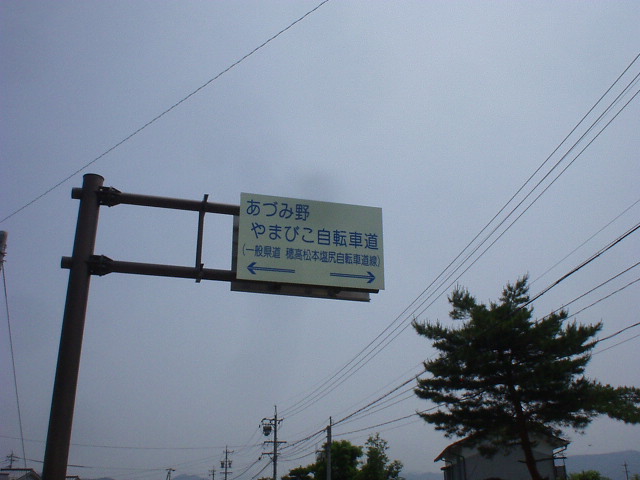 あづみ野
やまびこ自転車道
(一般県道 穂高松本塩尻自転車道線)